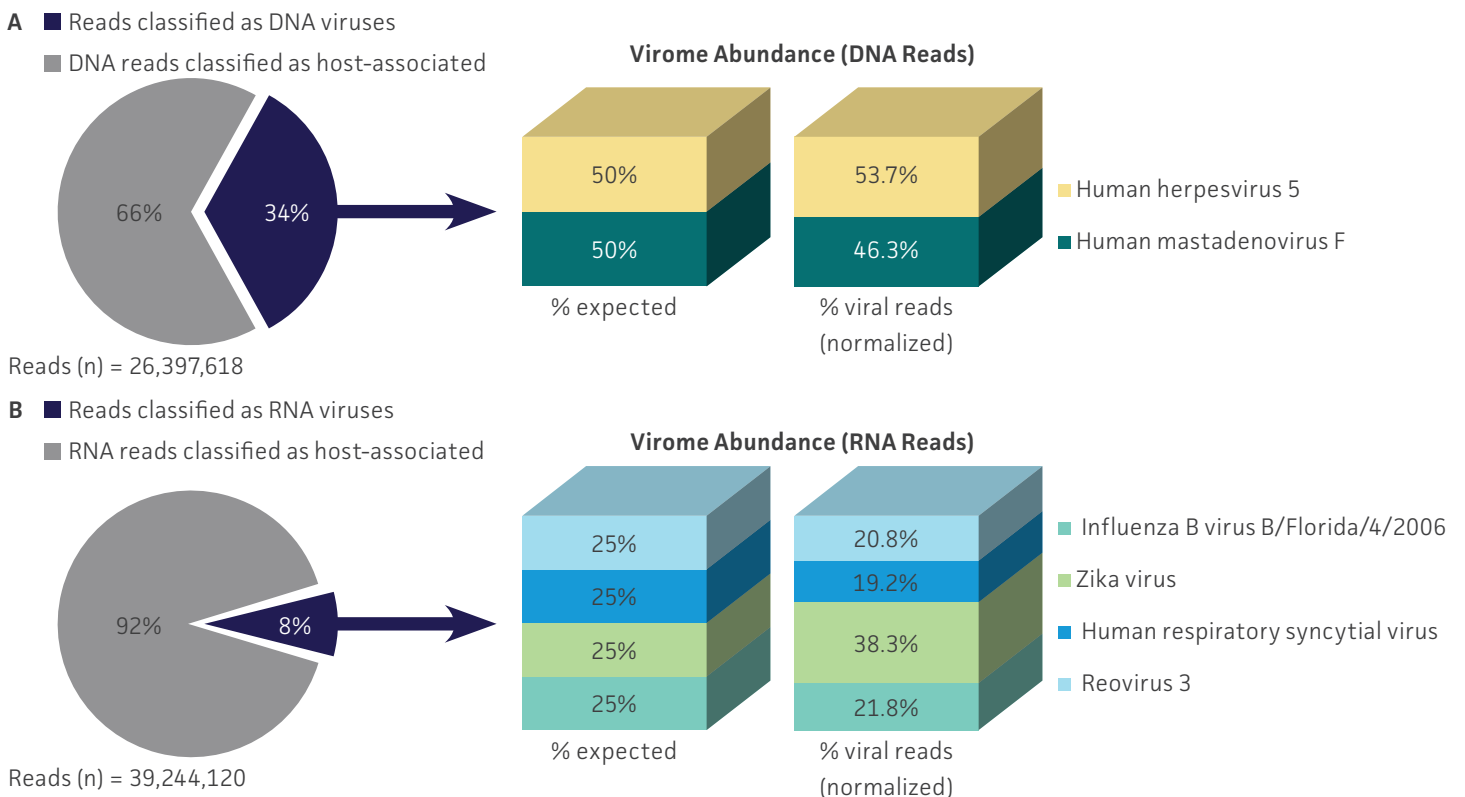 A Reads classified as DNA viruses
DNA reads classified as host-associated
66%
34%
Reads (n) = 26,397,618
Virome Abundance (DNA Reads)
50%
50%
% expected
53.7%
46.3%
% viral reads
(normalized)
Human herpesvirus 5
Human mastadenovirus F
B Reads classified as RNA viruses
RNA reads classified as host-associated
92%
8%
Reads (n) = 39,244,120
Virome Abundance (RNA Reads)
25%
25%
25%
25%
% expected
20.8%
19.2%
38.3%
21.8%
% viral reads
(normalized)
Influenza B virus B/Florida/4/2006
Zika virus
Human respiratory syncytial virus
Reovirus 3